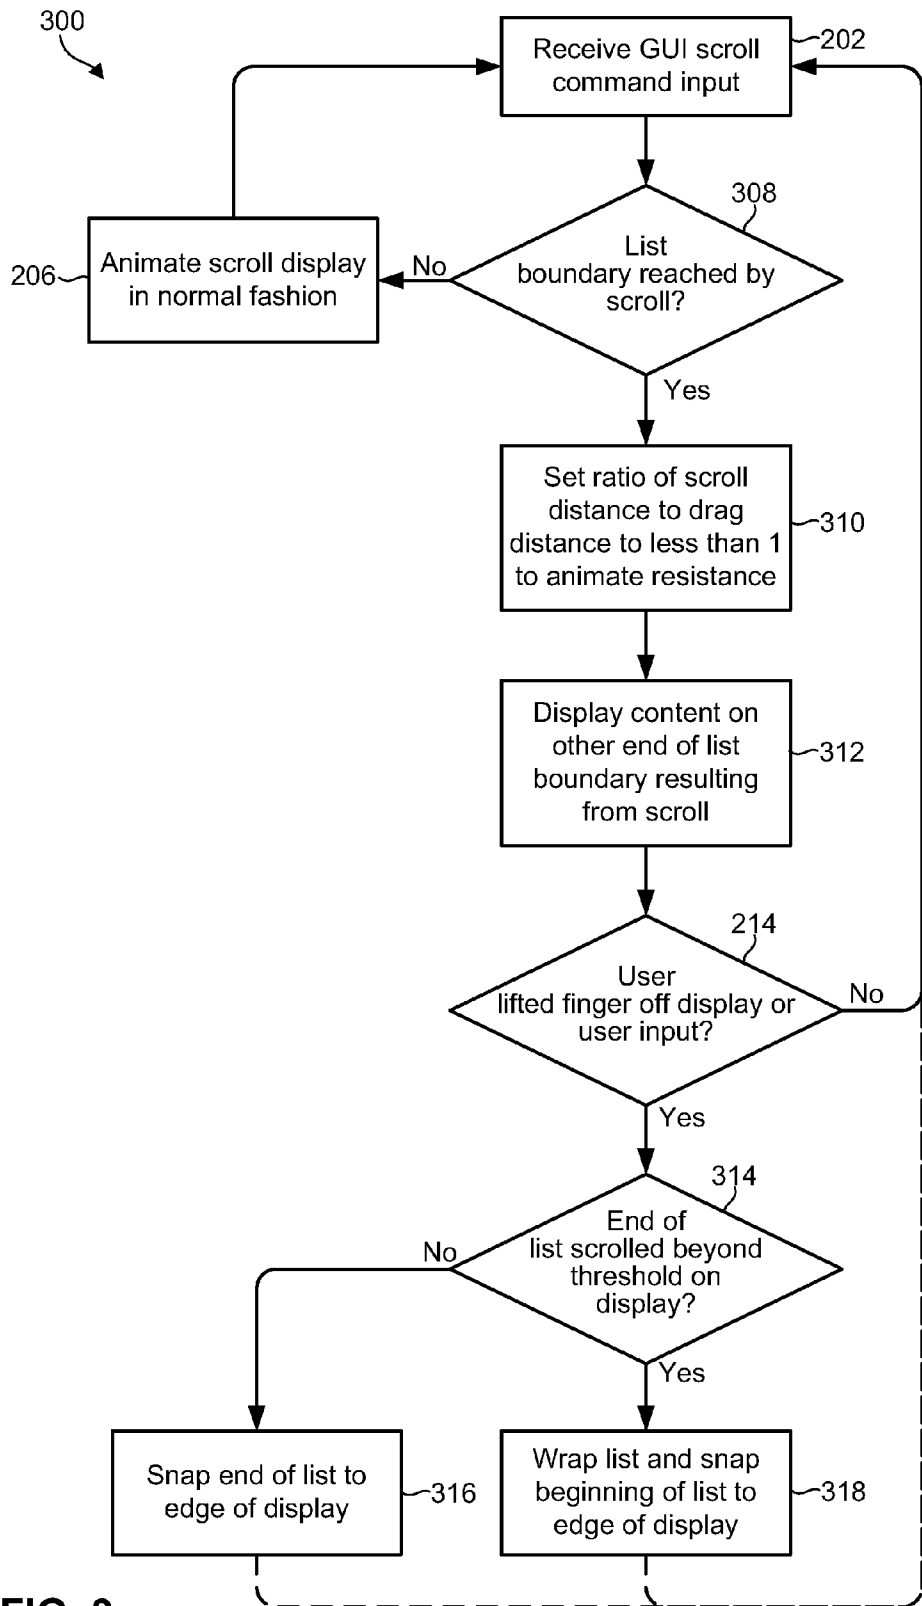 300
Receive GUI scroll
command input
202
308
List
boundary reached by
scroll?
No
Animate scroll display
in normal fashion
206
Yes
Set ratio of scroll
distance to drag
distance to less than 1
to animate resistance
310
Display content on
other end of list
boundary resulting
from scroll
312
214
User
lifted finger off display or
user input?
No
Yes
314
End of
list scrolled beyond
threshold on
display?
No
Yes
Snap end of list to
edge of display
316
Wrap list and snap
beginning of list to
edge of display
318
FIG.